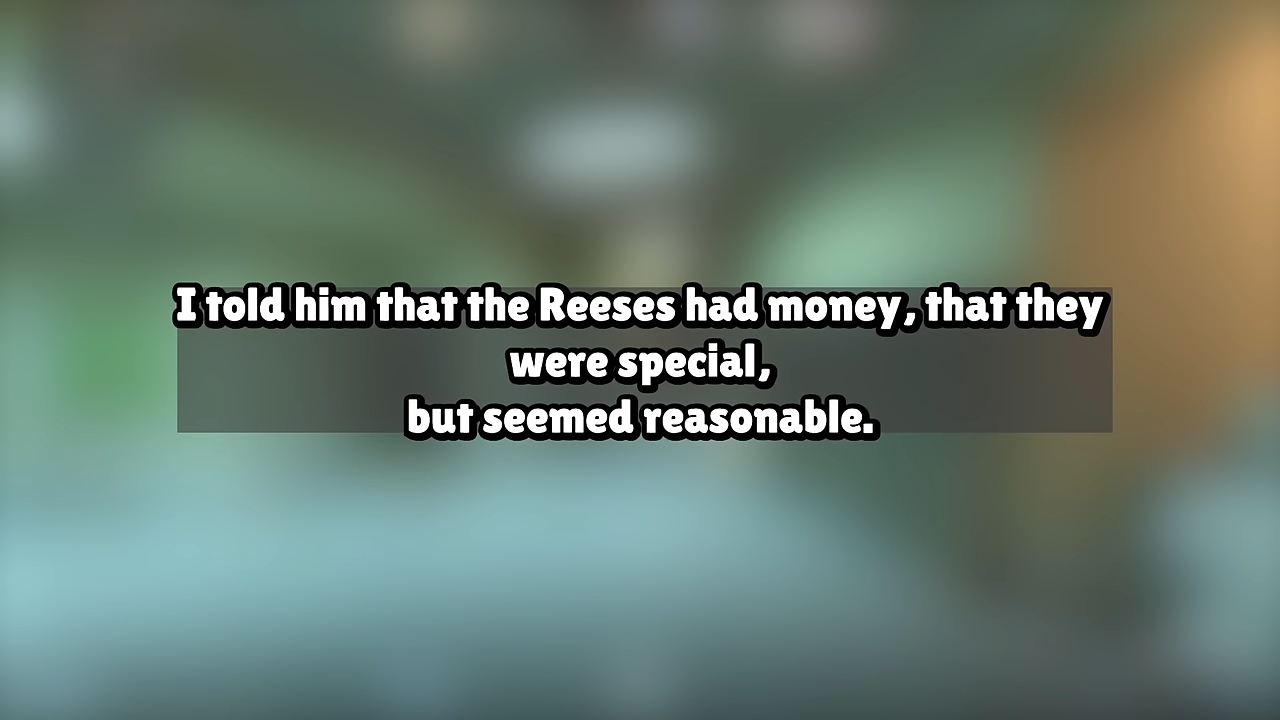 I told him that the Reeses had money, that they
were special,
but seemed reasonable.